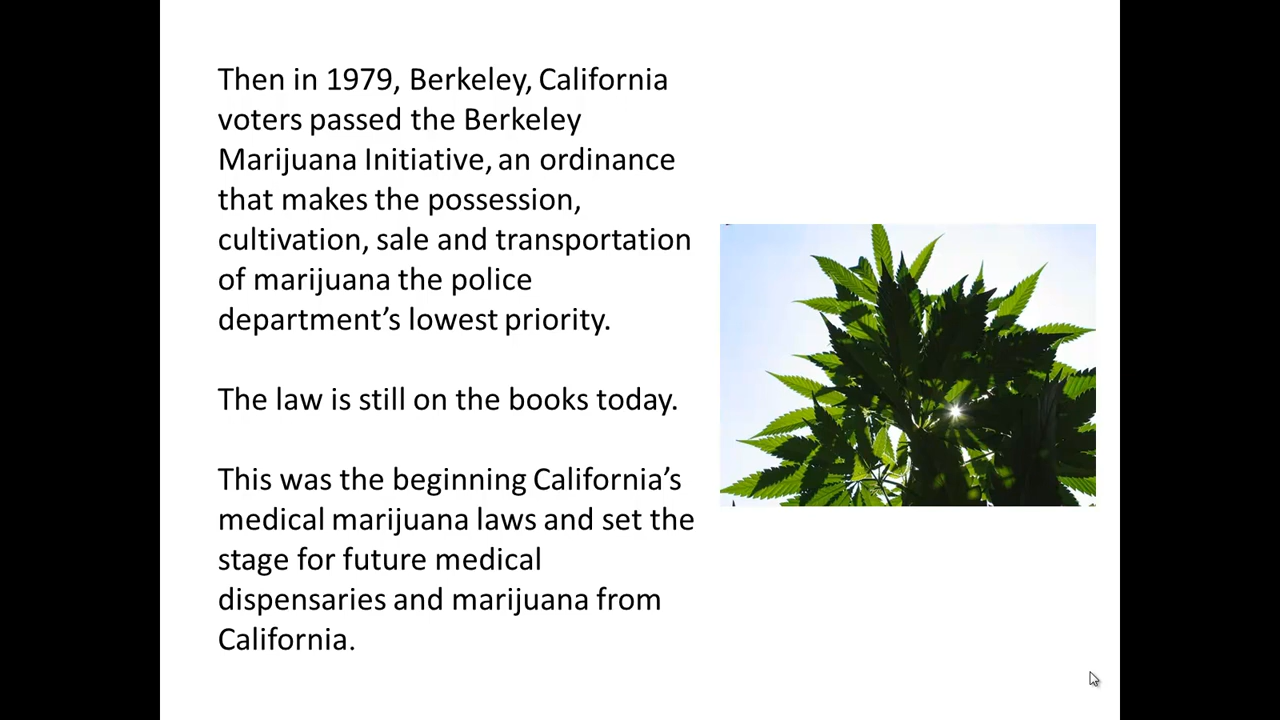 Then in 1979, Berkeley, California
voters passed the Berkeley
Marijuana Initiative, an ordinance
that makes the possession,
cultivation, sale and transportation
of marijuana the police
department’s lowest priority.
The law is still on the books today.
This was the beginning California’s
medical marijuana laws and set the
stage for future medical
dispensaries and marijuana from
California.